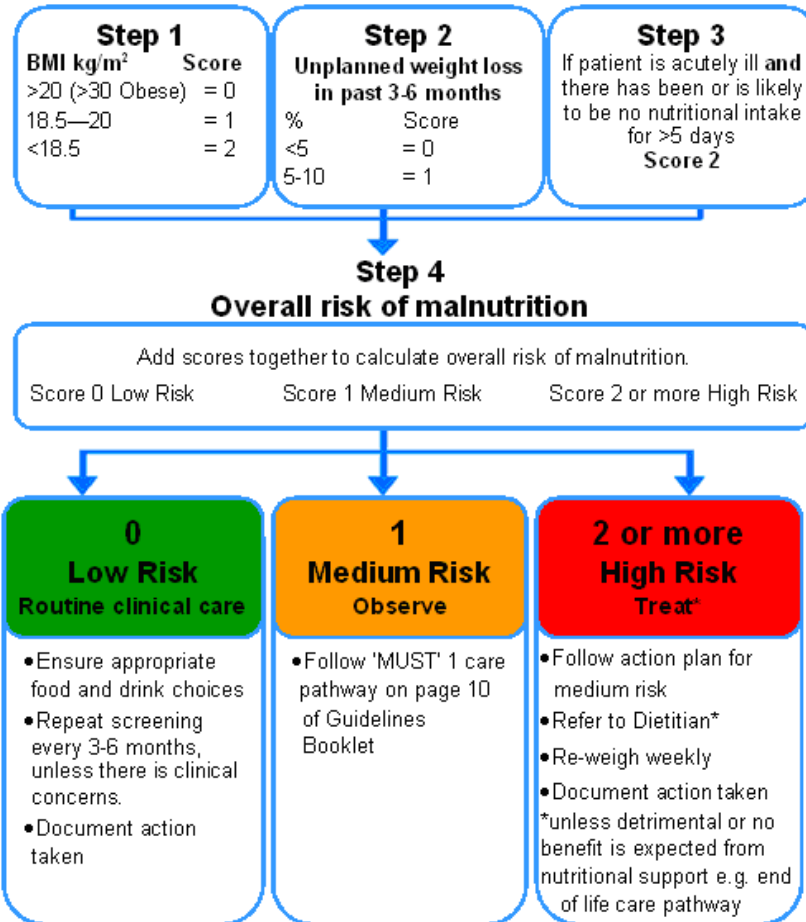 Step 1
BMI kg/m² Score
>20 (>30 Obese) = 0
18.5—20 = 1
<18.5 = 2
Step 2
Unplanned weight loss
in past 3-6 months
% Score
<5 = 0
5-10 = 1
Step 3
If patient is acutely ill and
there has been or is likely
to be no nutritional intake
for >5 days
Score 2
Step 4
Overall risk of malnutrition
Add scores together to calculate overall risk of malnutrition.
Score 0 Low Risk Score 1 Medium Risk Score 2 or more High Risk
0
Low Risk
Routine clinical care
•Ensure appropriate
food and drink choices
•Repeat screening
every 3-6 months,
unless there is clinical
concerns.
•Document action
taken
1
Medium Risk
Observe
•Follow 'MUST' 1 care
pathway on page 10
of Guidelines
Booklet
2 or more
High Risk
Treat*
•Follow action plan for
medium risk
•Refer to Dietitian*
•Re-weigh weekly
•Document action taken
*unless detrimental or no
benefit is expected from
nutritional support e.g. end
of life care pathway